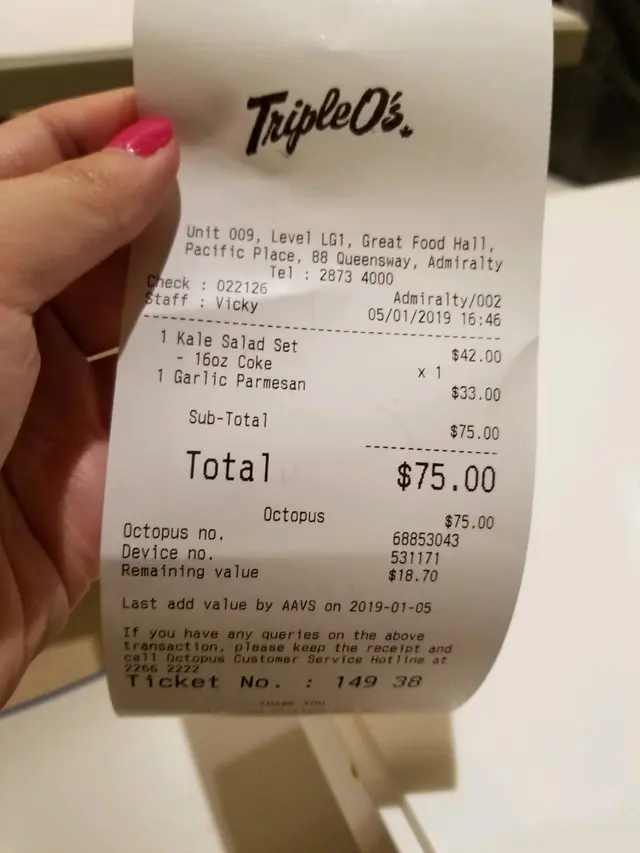 TripleO's
Unit 009, Level LG1, Great Food Hall,
Pacific Place, 88 Queensway, Admiralty
Tel : 2873 4000
Check : 022126 Admiralty/002
Staff : Vicky 05/01/2019 16:46
1 Kale Salad Set $42.00
- 16oz Coke x 1
1 Garlic Parmesan $33.00
Sub-Total $75.00
Total $75.00
Octopus $75.00
Octopus no. 68853043
Device no. 531171
Remaining value $18.70
Last add value by AAVS on 2019-01-05
If you have any queries on the above
transaction, please keep the receipt and
call Octopus Customer Service Hotline at
2266 2222
Ticket No. : 149 38
THANK YOU